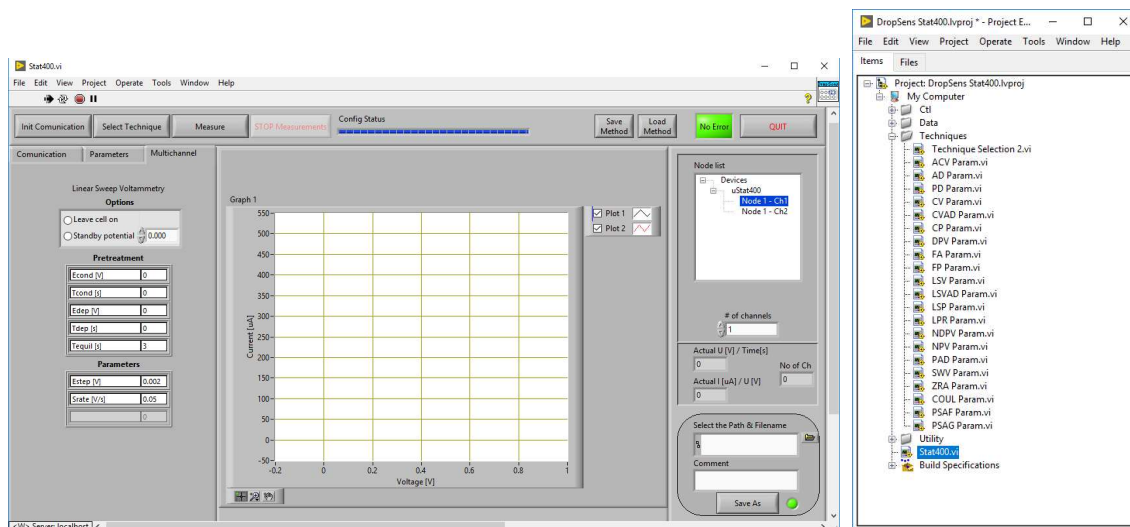 Stat400.vi
File Edit View Project Operate Tools Window Help
Init Comunication
Select Technique
Measure
STOP Measurements
Config Status
Save Method
Load Method
No Error
QUIT
Comunication
Parameters
Multichannel
Linear Sweep Voltammetry
Options
Leave cell on
Standby potential 0.000
Pretreatment
Econd [V] 0
Tcond [s] 0
Edep [V] 0
Tdep [s] 0
Tequil [s] 3
Parameters
Estep [V] 0.002
Srate [V/s] 0.05
0
Graph 1
Plot 1
Plot 2
550
500
450
400
350
300
250
200
150
100
50
0
-50
Current [uA]
-0.2 0 0.2 0.4 0.6 0.8 1
Voltage [V]
Node list
Devices
uStat400
Node 1 - Ch1
Node 1 - Ch2
# of channels
1
Actual U [V] / Time[s]
0
No of Ch
0
Actual I [uA] / U [V]
0
Select the Path & Filename
Comment
Save As
<W> Server: localhost
DropSens Stat400.lvproj * - Project E...
File Edit View Project Operate Tools Window Help
Items
Files
Project: DropSens Stat400.lvproj
My Computer
Ctl
Data
Techniques
Technique Selection 2.vi
ACV Param.vi
AD Param.vi
PD Param.vi
CV Param.vi
CVAD Param.vi
CP Param.vi
DPV Param.vi
FA Param.vi
FP Param.vi
LSV Param.vi
LSVAD Param.vi
LSP Param.vi
LPR Param.vi
NDPV Param.vi
NPV Param.vi
PAD Param.vi
SWV Param.vi
ZRA Param.vi
COUL Param.vi
PSAF Param.vi
PSAG Param.vi
Utility
Stat400.vi
Build Specifications